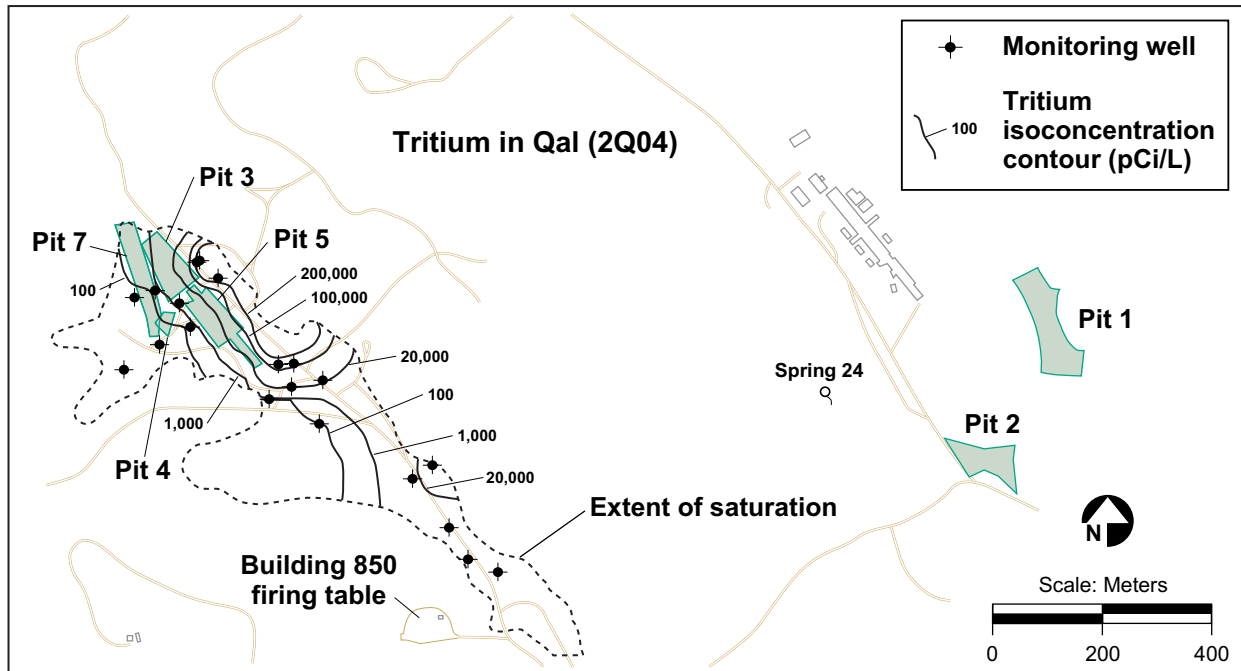 Monitoring well
100
Tritium
isoconcentration
contour (pCi/L)
Tritium in Qal (2Q04)
Pit 3
Pit 7
Pit 5
200,000
100
100,000
Pit 1
20,000
Spring 24
100
1,000
Pit 2
1,000
Pit 4
20,000
Extent of saturation
N
Building 850
firing table
Scale: Meters
0 200 400